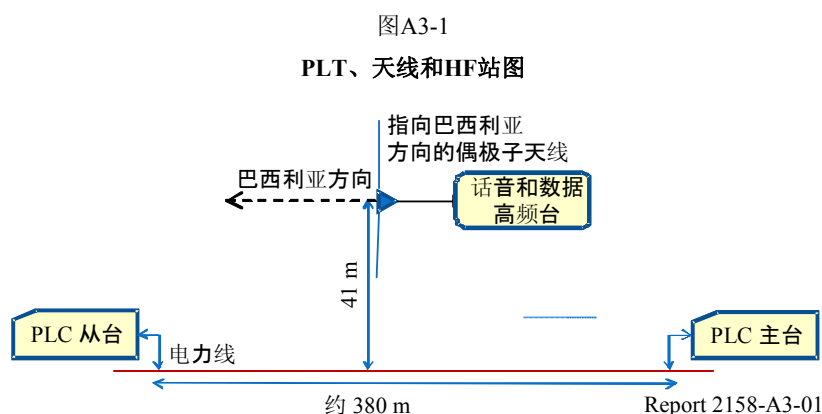 图A3-1
PLT、天线和HF站图
指向巴西利亚
方向的偶极子天线
巴西利亚方向
话音和数据
高频台
41 m
PLC 从台
电力线
PLC 主台
约 380 m
Report 2158-A3-01